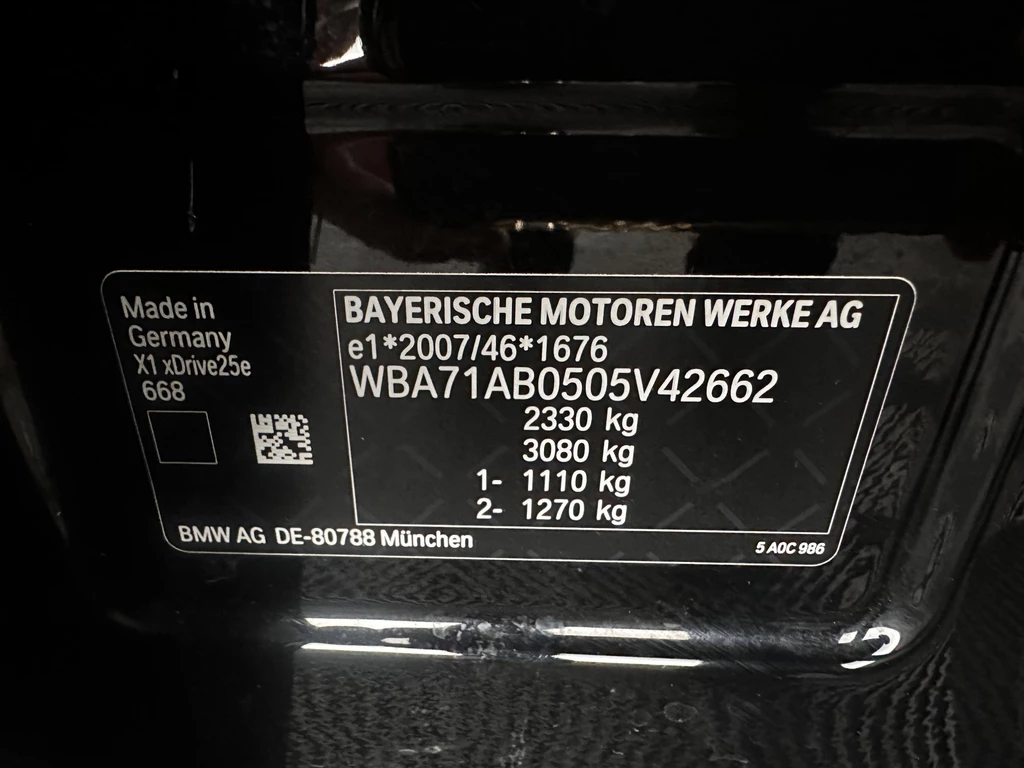 Made in
Germany
X1 xDrive25e
668
BAYERISCHE MOTOREN WERKE AG
e1*2007/46*1676
WBA71AB0505V42662
2330 kg
3080 kg
1- 1110 kg
2- 1270 kg
BMW AG DE-80788 München
5 A0C 986